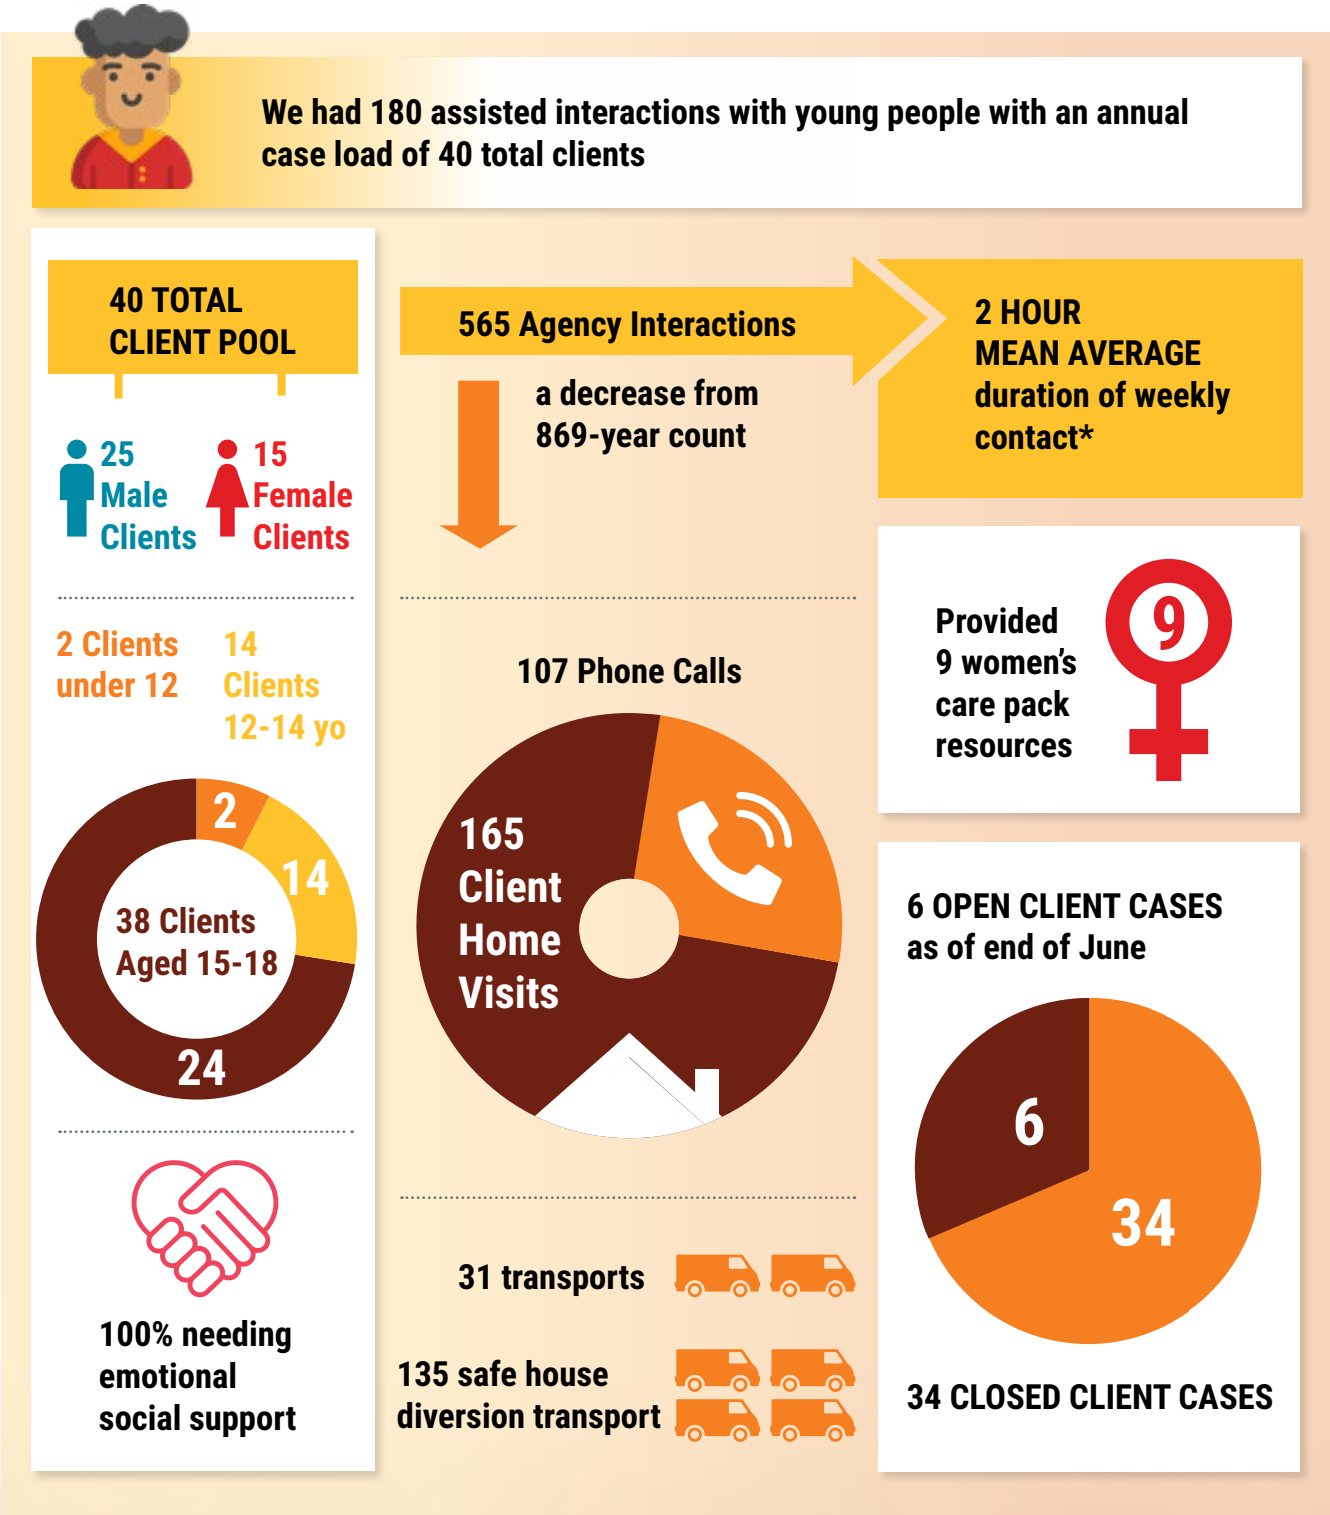 We had 180 assisted interactions with young people with an annual
case load of 40 total clients
40 TOTAL
CLIENT POOL
25
Male
Clients
15
Female
Clients
2 Clients
under 12
14
Clients
12-14 yo
2
14
38 Clients
Aged 15-18
24
100% needing
emotional
social support
565 Agency Interactions
a decrease from
869-year count
107 Phone Calls
165
Client
Home
Visits
31 transports
135 safe house
diversion transport
2 HOUR
MEAN AVERAGE
duration of weekly
contact*
Provided
9 women's
care pack
resources
9
6 OPEN CLIENT CASES
as of end of June
6
34
34 CLOSED CLIENT CASES